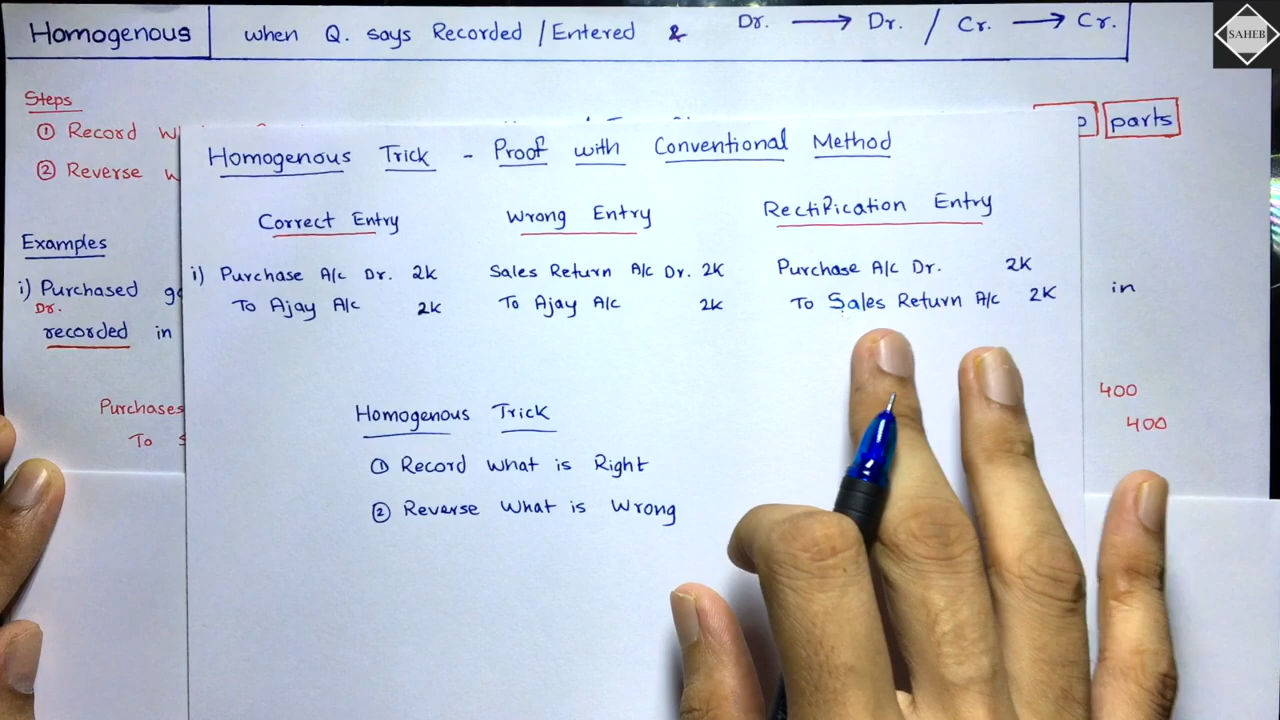 Homogenous when Q. says Recorded / Entered & Dr. → Dr. / Cr. → Cr.
SAHEB
Steps
① Record
② Reverse
parts
Examples
i) Purchased
Dr.
recorded in
in
Purchases
To
400
400
Homogenous Trick - Proof with Conventional Method
Correct Entry Wrong Entry Rectification Entry
i) Purchase A/c Dr. 2K Sales Return A/c Dr. 2K Purchase A/c Dr. 2K
To Ajay A/c 2K To Ajay A/c 2K To Sales Return A/c 2K
Homogenous Trick
① Record What is Right
② Reverse What is Wrong